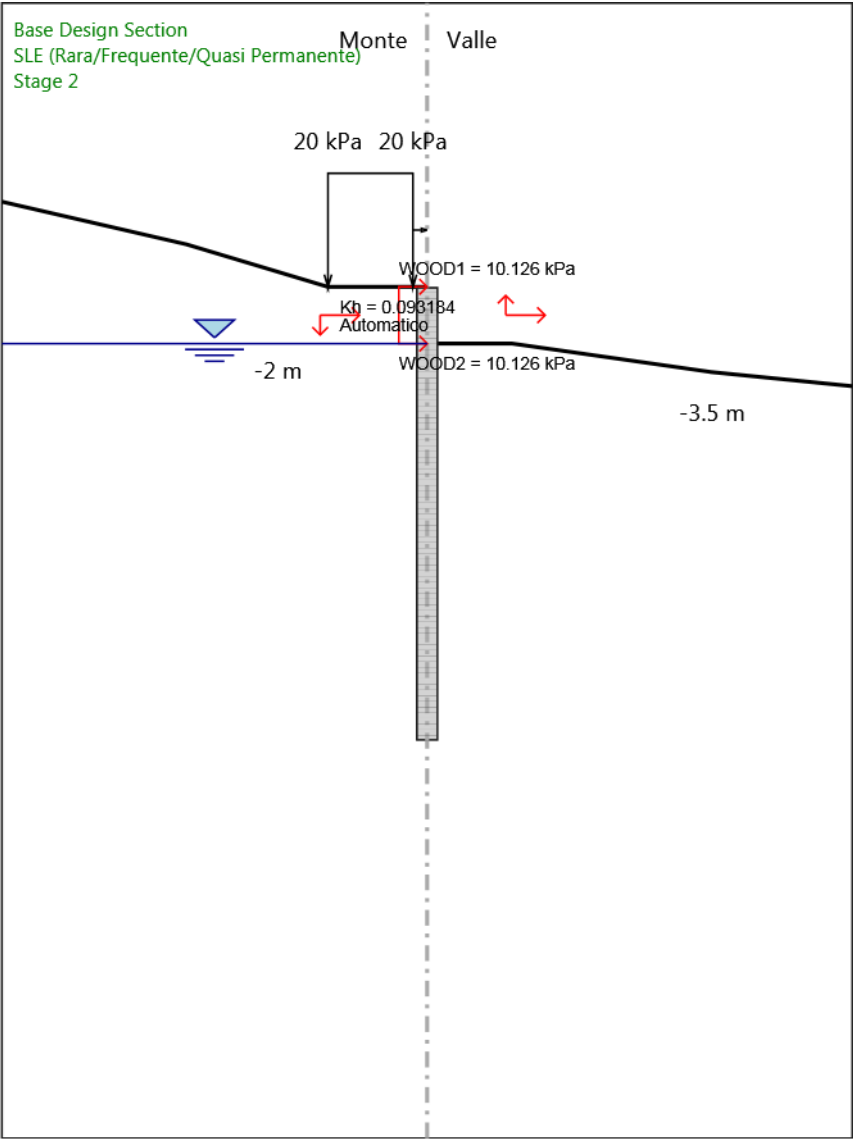 Base Design Section
SLE (Rara/Frequente/Quasi Permanente)
Stage 2
Monte
Valle
20 kPa
20 kPa
WOOD1 = 10.126 kPa
Kh = 0.093184
Automatico
WOOD2 = 10.126 kPa
-2 m
-3.5 m